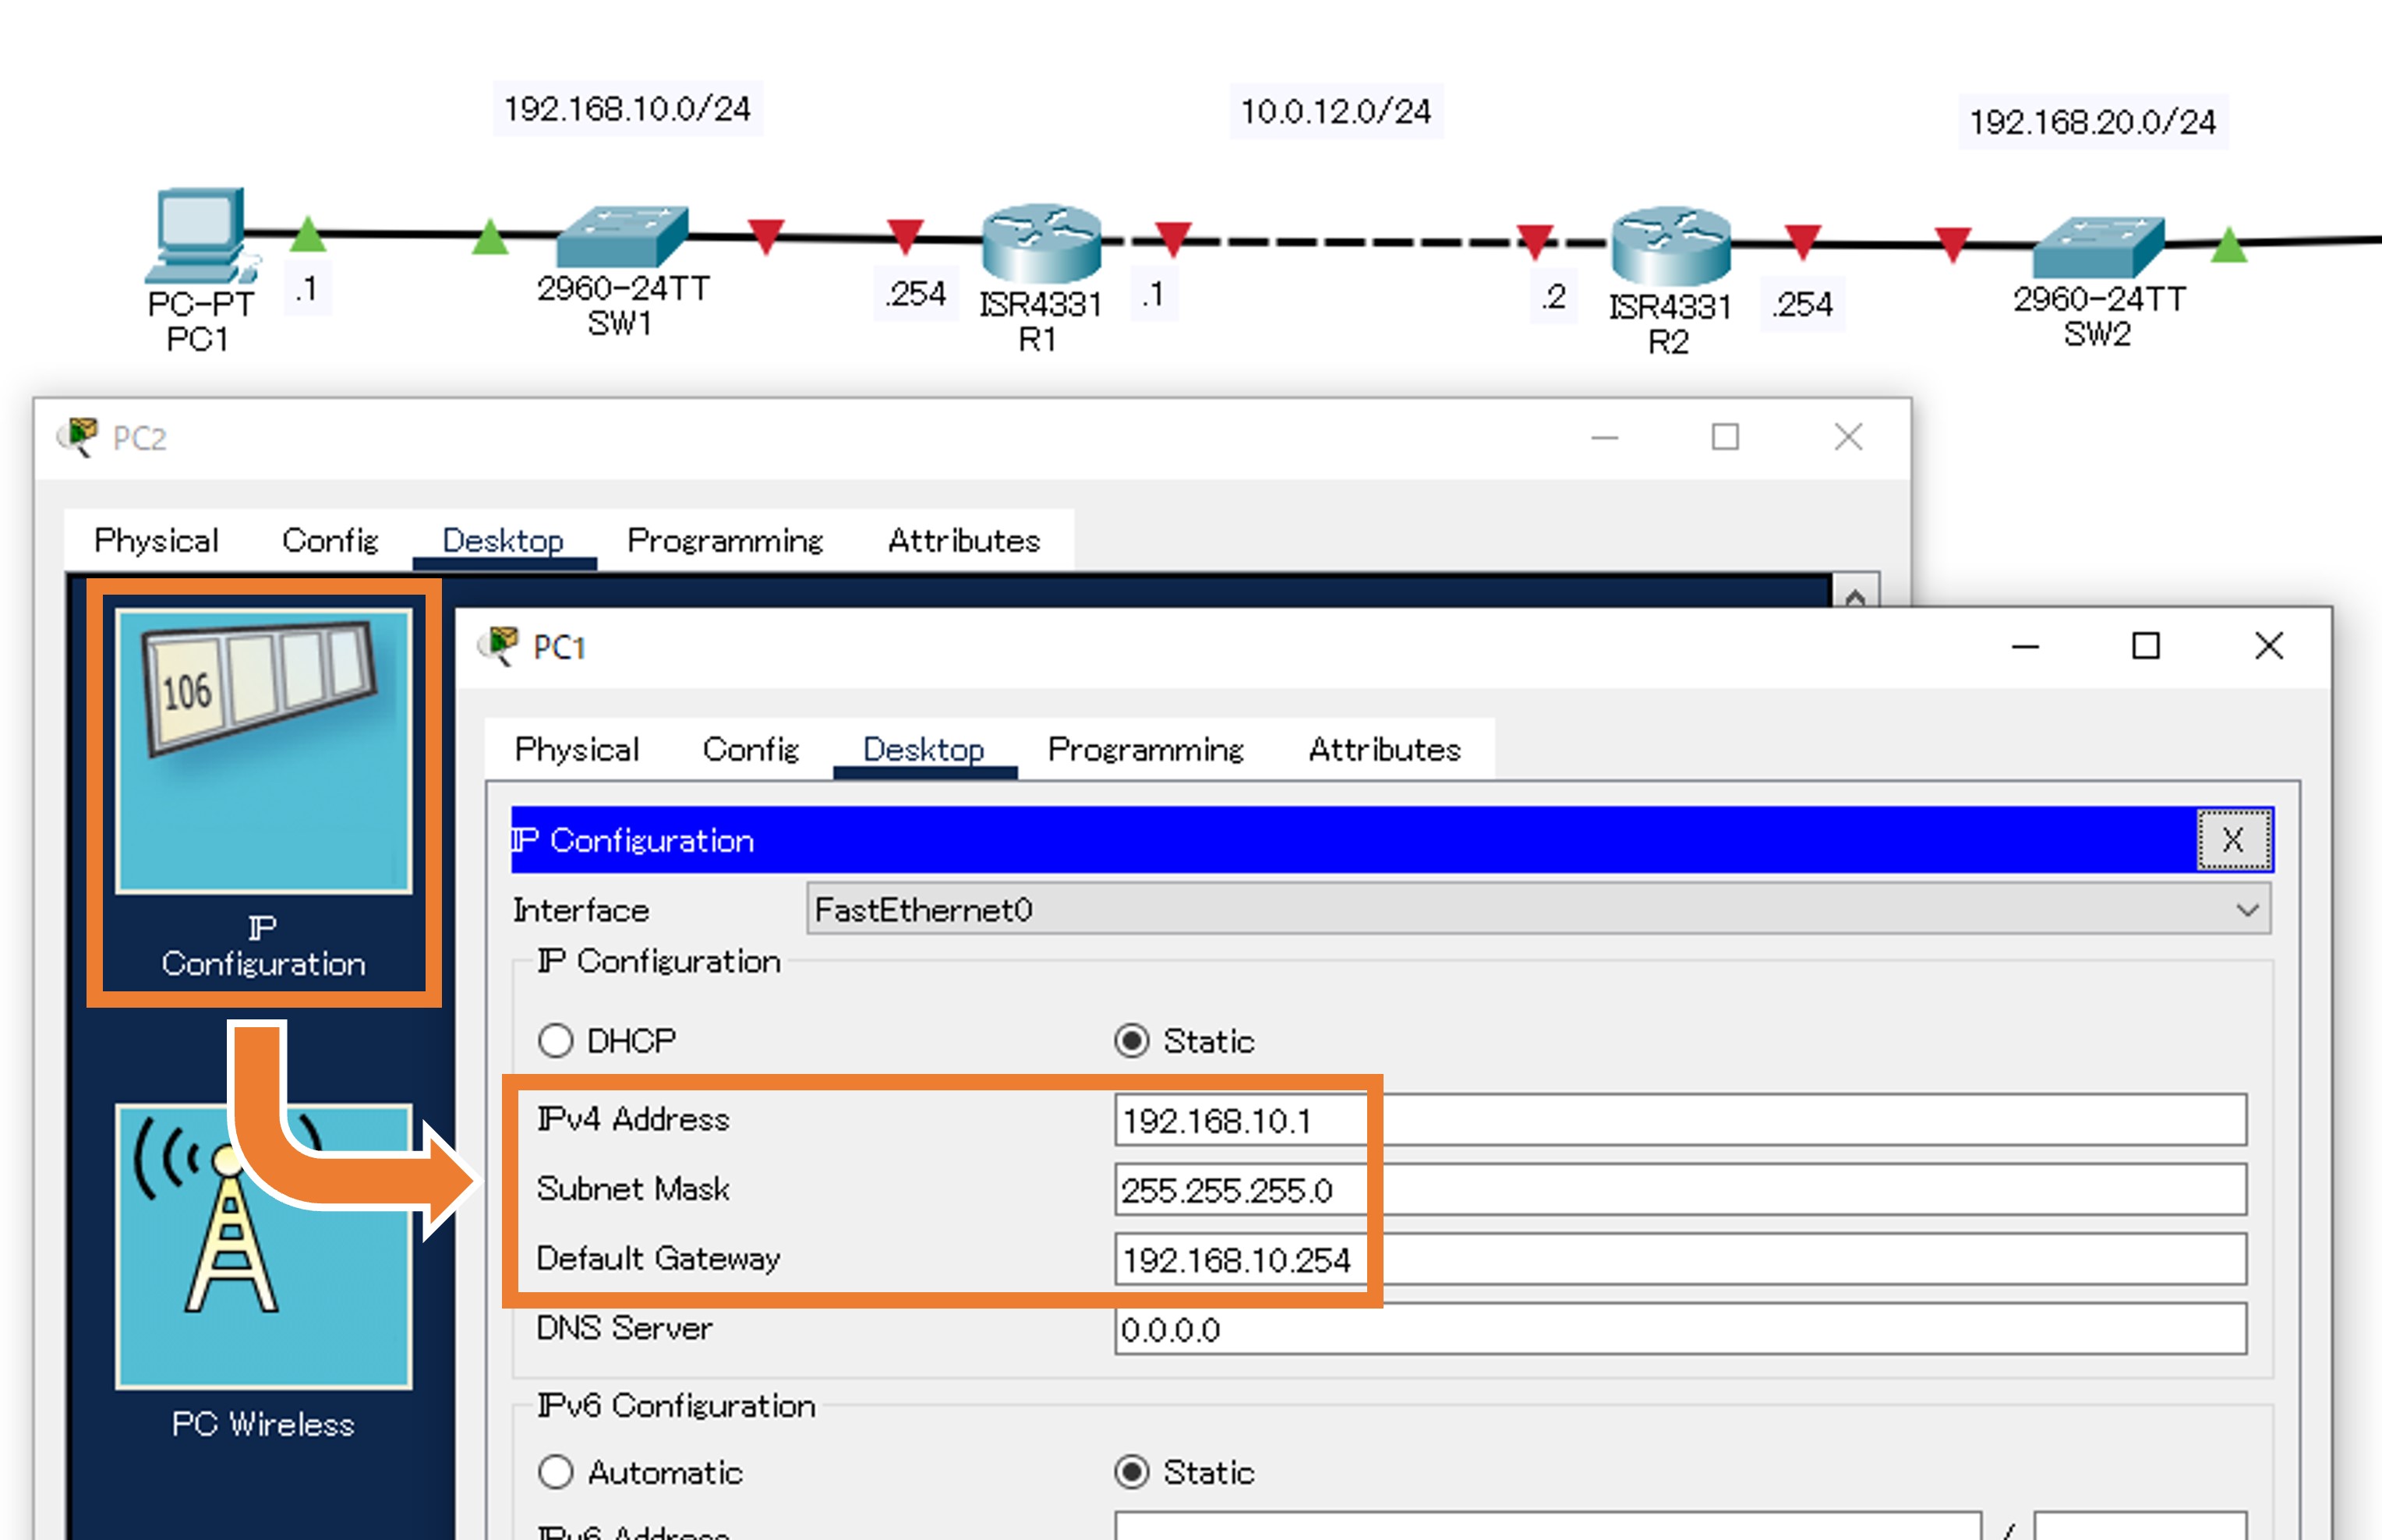 192.168.10.0/24
10.0.12.0/24
192.168.20.0/24
PC-PT
PC1
.1
2960-24TT
SW1
.254
ISR4331
R1
.1
.2
ISR4331
R2
.254
2960-24TT
SW2
PC2
Physical Config Desktop Programming Attributes
106
IP
Configuration
PC Wireless
PC1
Physical Config Desktop Programming Attributes
IP Configuration X
Interface FastEthernet0
IP Configuration
DHCP Static
IPv4 Address 192.168.10.1
Subnet Mask 255.255.255.0
Default Gateway 192.168.10.254
DNS Server 0.0.0.0
IPv6 Configuration
Automatic Static
IPv6 Address /